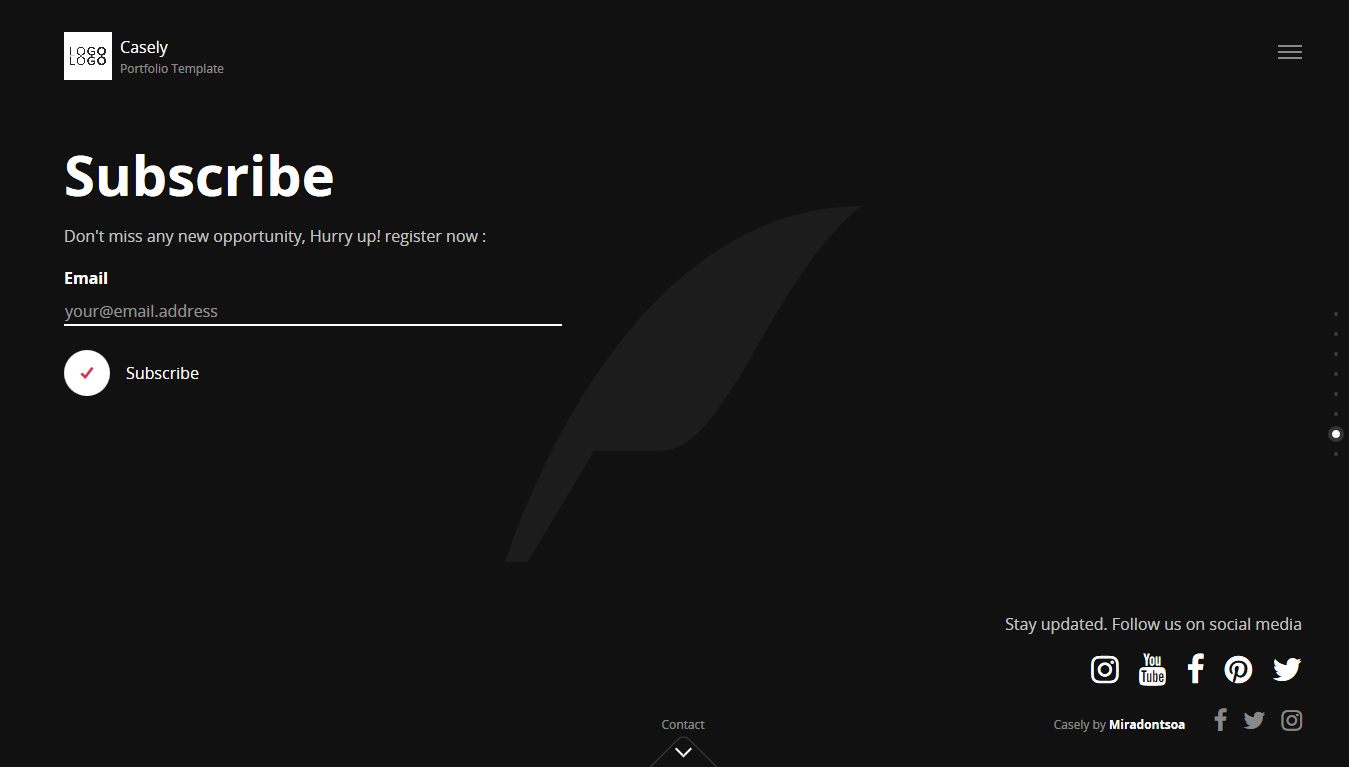 LOGO
LOGO
Casely
Portfolio Template
Subscribe
Don't miss any new opportunity, Hurry up! register now :
Email
your@email.address
Subscribe
Stay updated. Follow us on social media
You
Tube
Contact
Casely by Miradontsoa